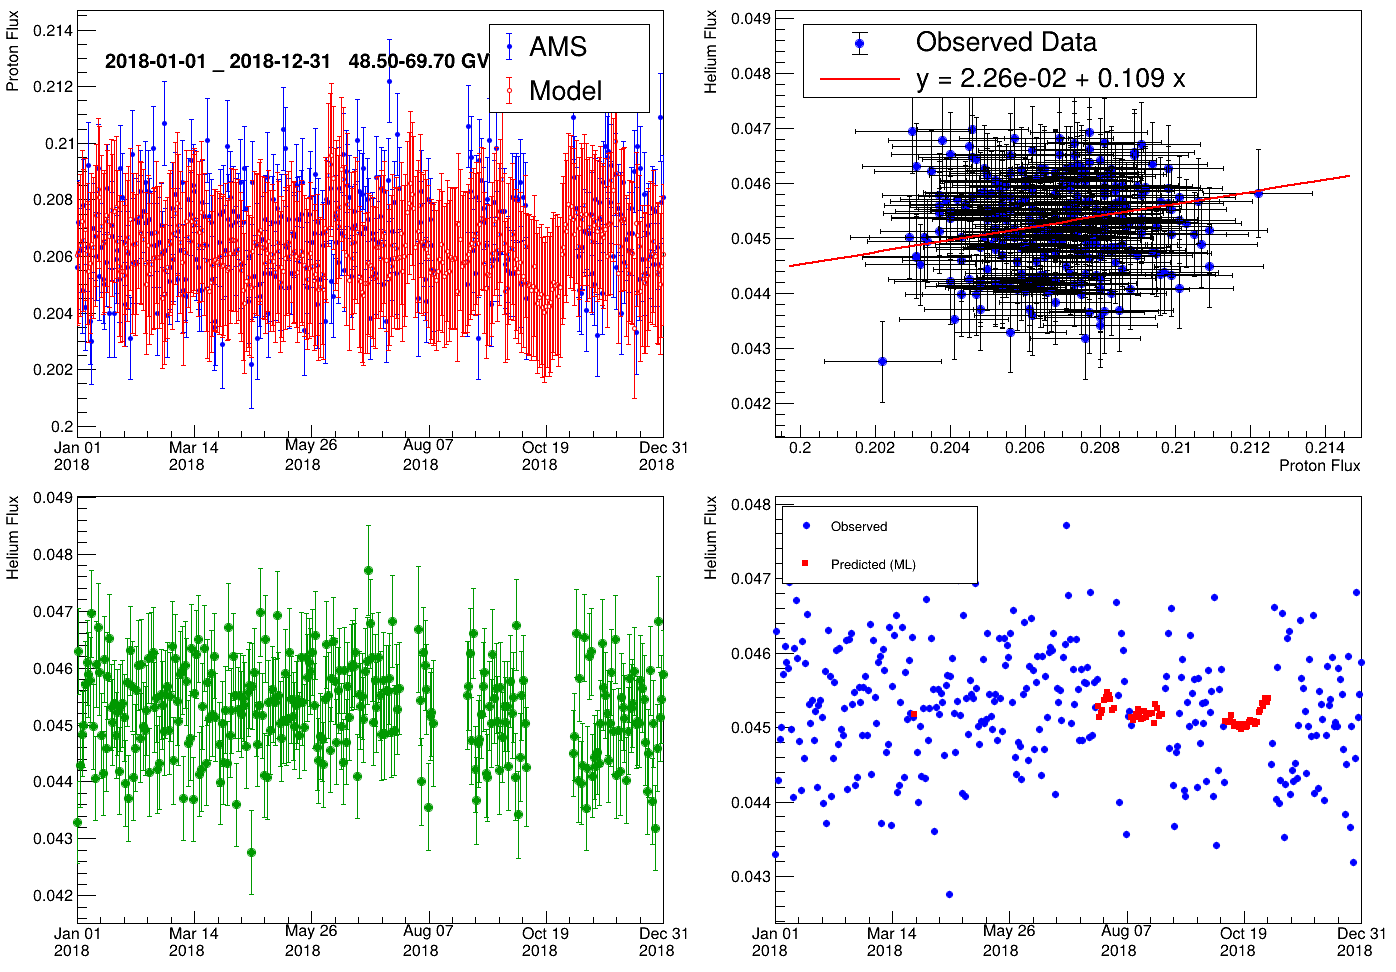 Proton Flux
0.214
0.212
0.21
0.208
0.206
0.204
0.202
0.2
2018-01-01 _ 2018-12-31 48.50-69.70 GV
AMS
Model
Jan 01
2018
Mar 14
2018
May 26
2018
Aug 07
2018
Oct 19
2018
Dec 31
2018
Helium Flux
0.049
0.048
0.047
0.046
0.045
0.044
0.043
0.042
Observed Data
y = 2.26e-02 + 0.109 x
0.2
0.202
0.204
0.206
0.208
0.21
0.212
0.214
Proton Flux
Helium Flux
0.049
0.048
0.047
0.046
0.045
0.044
0.043
0.042
Jan 01
2018
Mar 14
2018
May 26
2018
Aug 07
2018
Oct 19
2018
Dec 31
2018
Helium Flux
0.048
0.047
0.046
0.045
0.044
0.043
Observed
Predicted (ML)
Jan 01
2018
Mar 14
2018
May 26
2018
Aug 07
2018
Oct 19
2018
Dec 31
2018